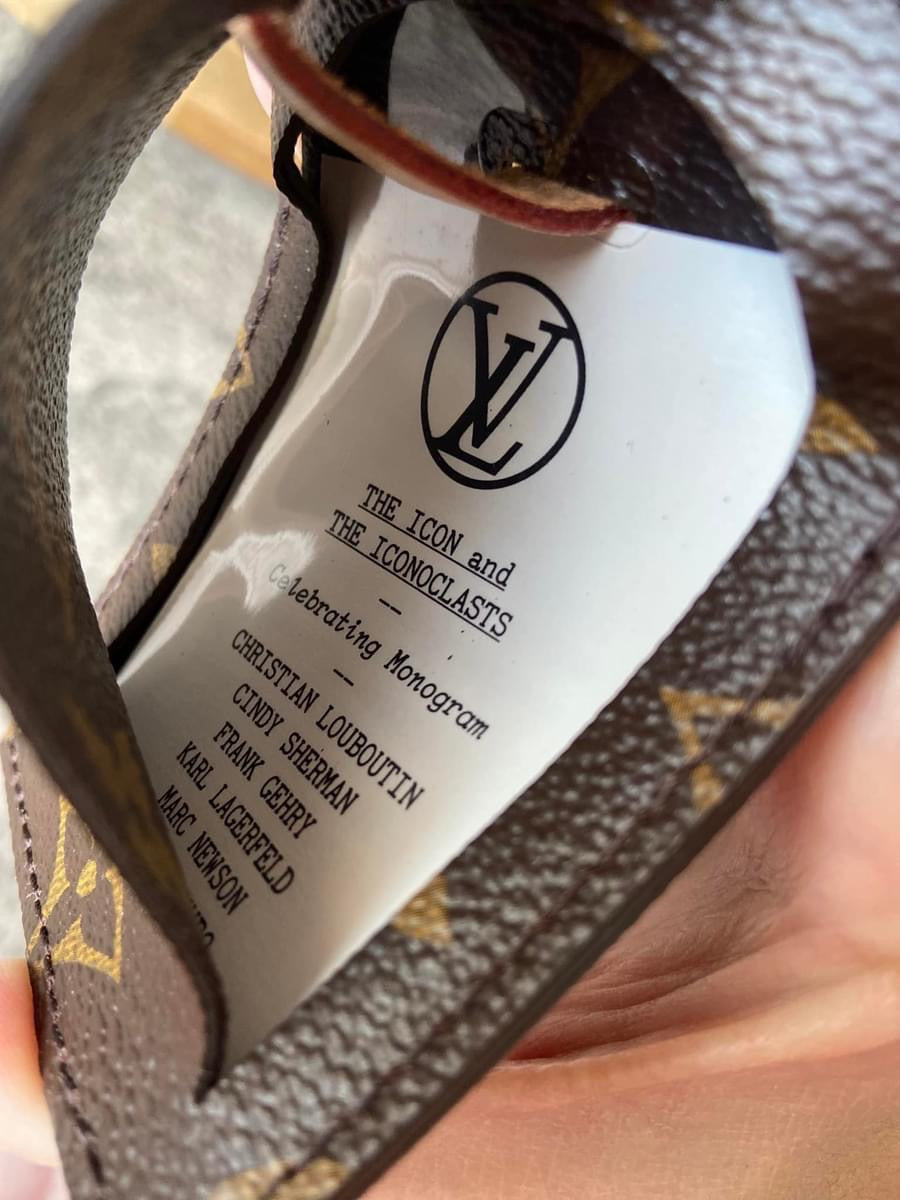 LV
THE ICON and
THE ICONOCLASTS
—
Celebrating Monogram
—
CHRISTIAN LOUBOUTIN
CINDY SHERMAN
FRANK GEHRY
KARL LAGERFELD
MARC NEWSON